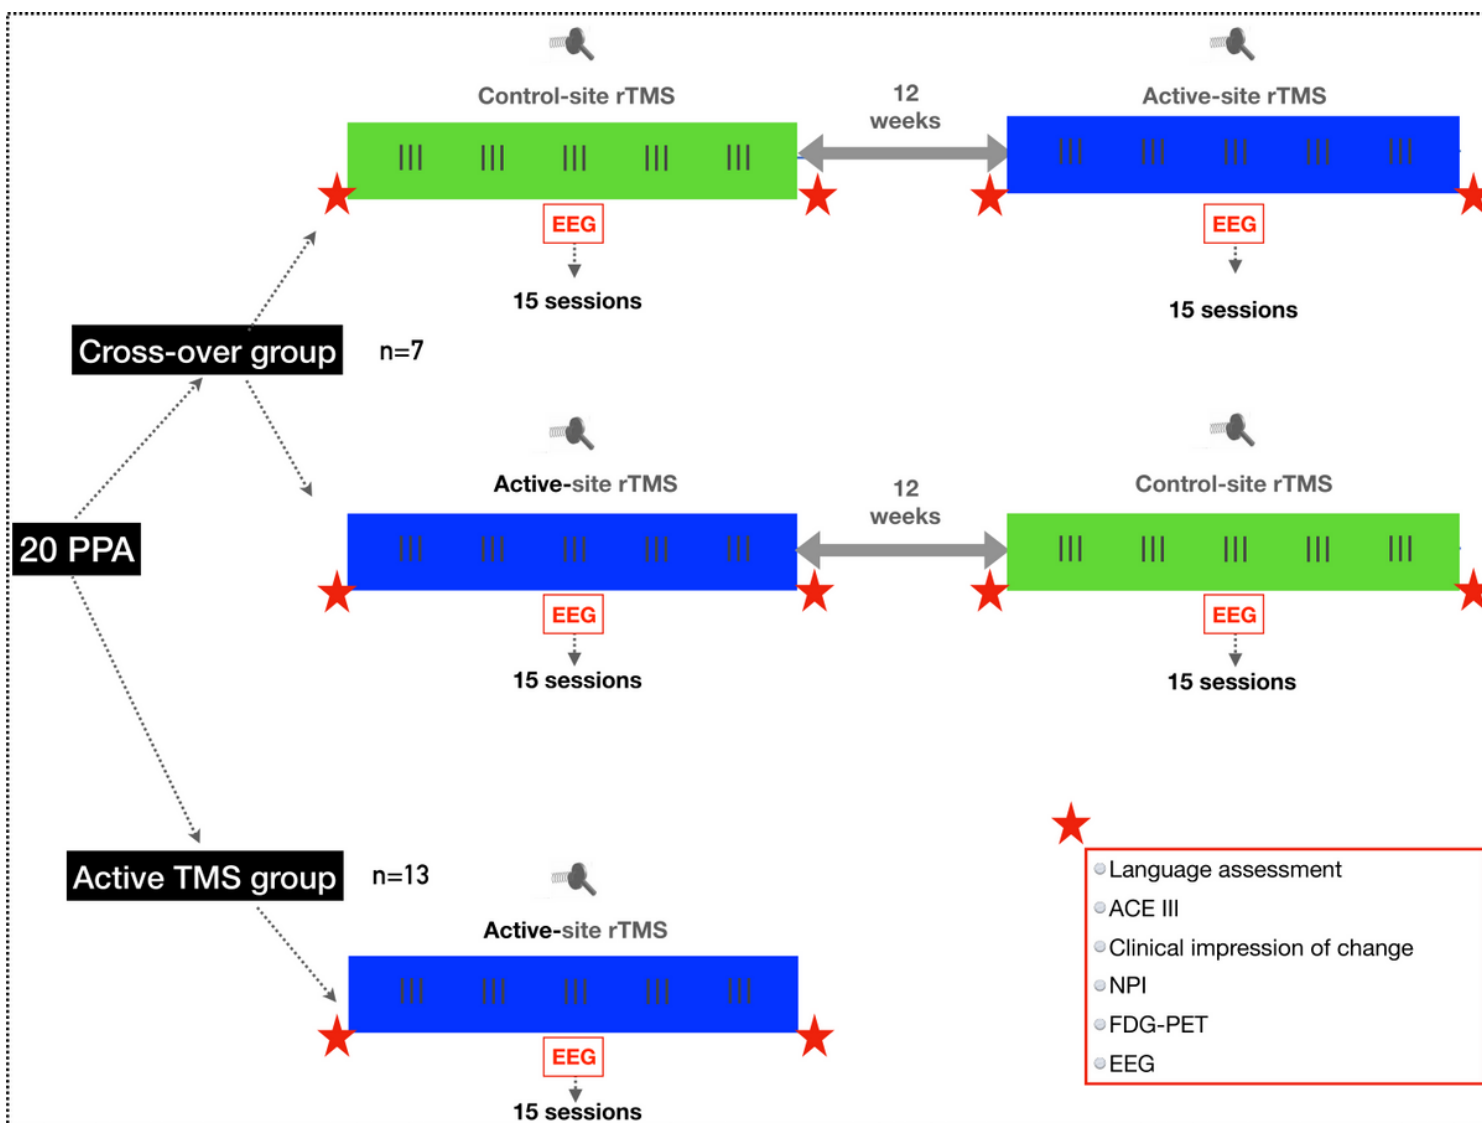 Control-site rTMS
12
weeks
Active-site rTMS
EEG
15 sessions
EEG
15 sessions
Cross-over group
n=7
Active-site rTMS
12
weeks
Control-site rTMS
20 PPA
EEG
15 sessions
EEG
15 sessions
Active TMS group
n=13
Active-site rTMS
EEG
15 sessions
Language assessment
ACE III
Clinical impression of change
NPI
FDG-PET
EEG